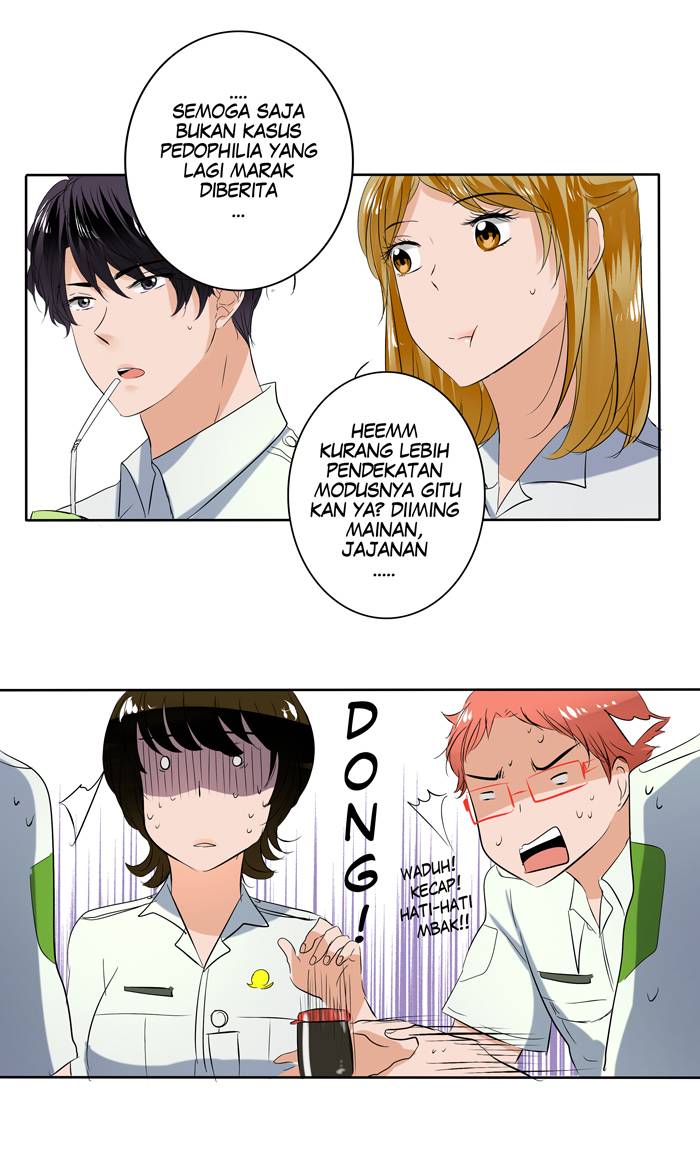 ....
SEMOGA SAJA
BUKAN KASUS
PEDOPHILIA YANG
LAGI MARAK
DIBERITA
...
HEEMM
KURANG LEBIH
PENDEKATAN
MODUSNYA GITU
KAN YA? DIIMING
MAINAN,
JAJANAN
.....
DONG!
WADUH!
KECAP!
HATI-HATI
MBAK!!